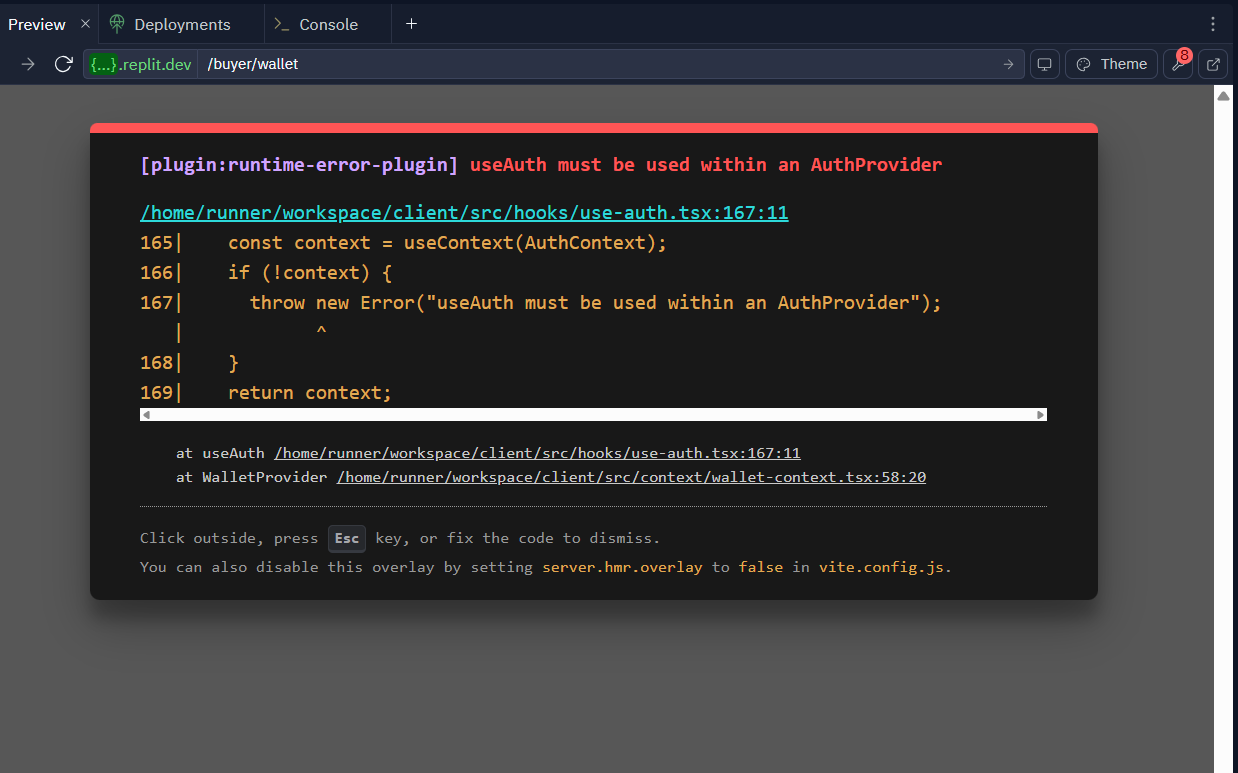 Preview × Deployments >_ Console +
{...}.replit.dev /buyer/wallet Theme 8
[plugin:runtime-error-plugin] useAuth must be used within an AuthProvider
/home/runner/workspace/client/src/hooks/use-auth.tsx:167:11
165|    const context = useContext(AuthContext);
166|    if (!context) {
167|      throw new Error("useAuth must be used within an AuthProvider");
   |            ^
168|    }
169|    return context;
at useAuth /home/runner/workspace/client/src/hooks/use-auth.tsx:167:11
at WalletProvider /home/runner/workspace/client/src/context/wallet-context.tsx:58:20
Click outside, press Esc key, or fix the code to dismiss.
You can also disable this overlay by setting server.hmr.overlay to false in vite.config.js.